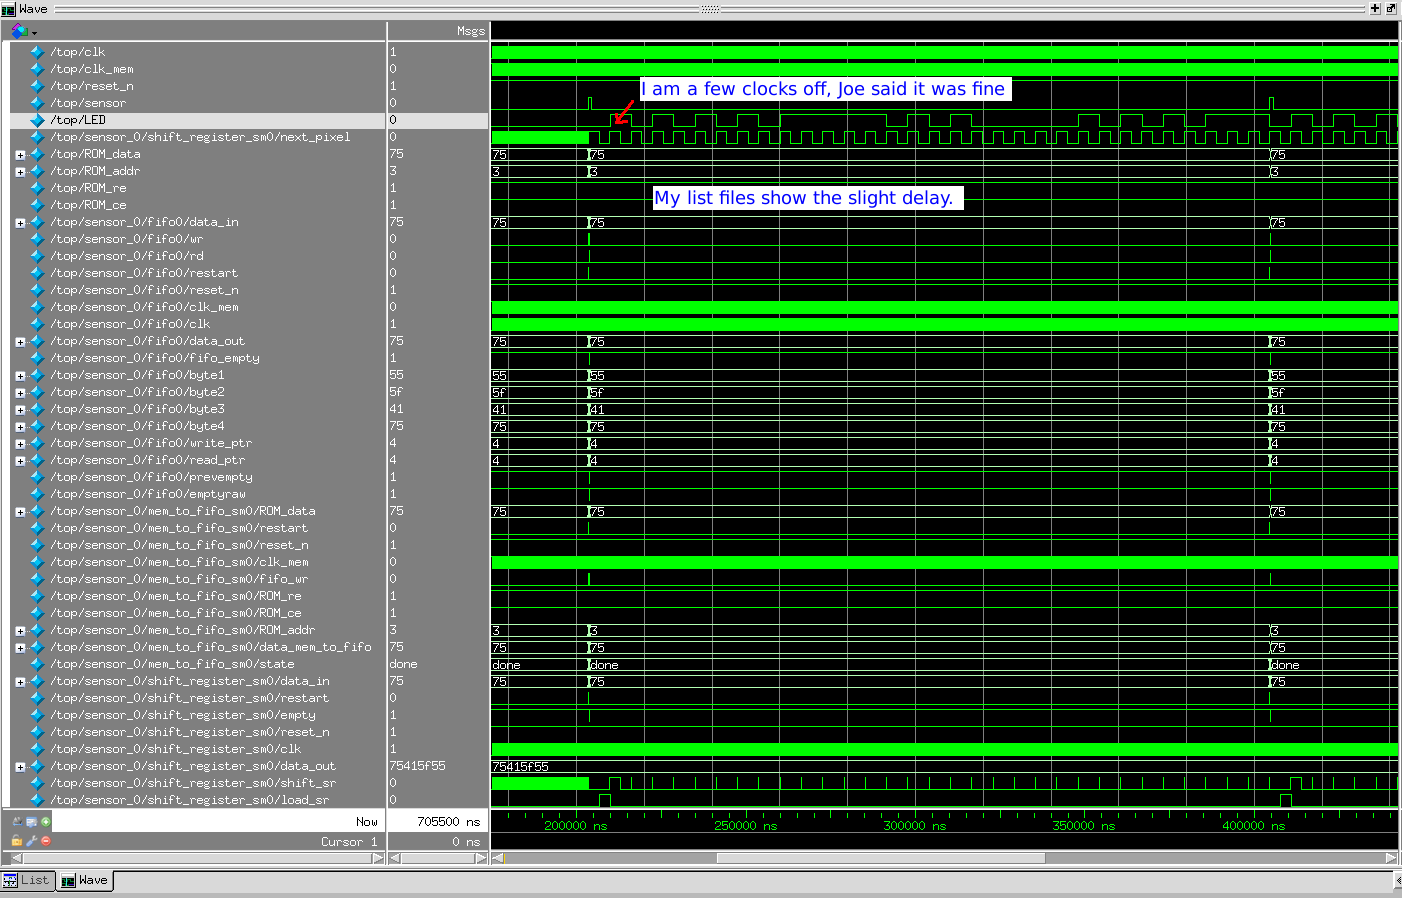 Wave
Msgs
/top/clk 1
/top/clk_mem 0
/top/reset_n 1
I am a few clocks off, Joe said it was fine
/top/sensor 0
/top/LED 0
/top/sensor_0/shift_register_sm0/next_pixel 0
/top/ROM_data 75 75 75 75
/top/ROM_addr 3 3 3 3
/top/ROM_re 1
My list files show the slight delay.
/top/ROM_ce 1
/top/sensor_0/fifo0/data_in 75 75 75 75
/top/sensor_0/fifo0/wr 0
/top/sensor_0/fifo0/rd 0
/top/sensor_0/fifo0/restart 0
/top/sensor_0/fifo0/reset_n 1
/top/sensor_0/fifo0/clk_mem 0
/top/sensor_0/fifo0/clk 1
/top/sensor_0/fifo0/data_out 75 75 75 75
/top/sensor_0/fifo0/fifo_empty 1
/top/sensor_0/fifo0/byte1 55 55 55 55
/top/sensor_0/fifo0/byte2 5f 5f 5f 5f
/top/sensor_0/fifo0/byte3 41 41 41 41
/top/sensor_0/fifo0/byte4 75 75 75 75
/top/sensor_0/fifo0/write_ptr 4 4 4 4
/top/sensor_0/fifo0/read_ptr 4 4 4 4
/top/sensor_0/fifo0/prevempty 1
/top/sensor_0/fifo0/emptyraw 1
/top/sensor_0/mem_to_fifo_sm0/ROM_data 75 75 75 75
/top/sensor_0/mem_to_fifo_sm0/restart 0
/top/sensor_0/mem_to_fifo_sm0/reset_n 1
/top/sensor_0/mem_to_fifo_sm0/clk_mem 0
/top/sensor_0/mem_to_fifo_sm0/fifo_wr 0
/top/sensor_0/mem_to_fifo_sm0/ROM_re 1
/top/sensor_0/mem_to_fifo_sm0/ROM_ce 1
/top/sensor_0/mem_to_fifo_sm0/ROM_addr 3 3 3 3
/top/sensor_0/mem_to_fifo_sm0/data_mem_to_fifo 75 75 75 75
/top/sensor_0/mem_to_fifo_sm0/state done done done done
/top/sensor_0/shift_register_sm0/data_in 75 75 75 75
/top/sensor_0/shift_register_sm0/restart 0
/top/sensor_0/shift_register_sm0/empty 1
/top/sensor_0/shift_register_sm0/reset_n 1
/top/sensor_0/shift_register_sm0/clk 1
/top/sensor_0/shift_register_sm0/data_out 75415f55 75415f55
/top/sensor_0/shift_register_sm0/shift_sr 0
/top/sensor_0/shift_register_sm0/load_sr 0
Now 705500 ns
200000 ns 250000 ns 300000 ns 350000 ns 400000 ns
Cursor 1 0 ns
List Wave